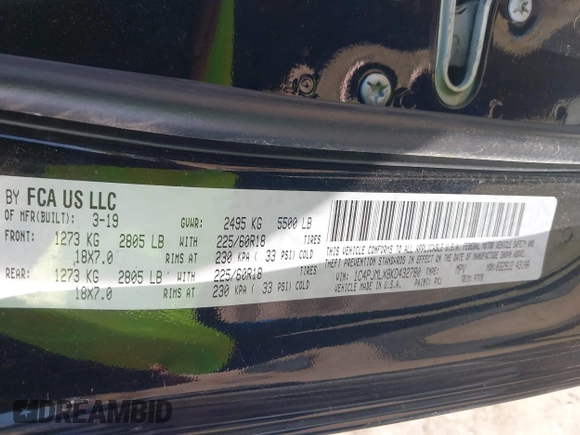 BY FCA US LLC
OF MFR(BUILT): 3-19 GVWR: 2495 KG 5500 LB
FRONT: 1273 KG 2805 LB WITH 225/60R18 TIRES
18X7.0 RIMS AT 230 KPA ( 33 PSI) COLD
REAR: 1273 KG 2805 LB WITH 225/60R18 TIRES
18X7.0 RIMS AT 230 KPA ( 33 PSI) COLD
THIS VEHICLE CONFORMS TO ALL APPLICABLE U.S.A. FEDERAL MOTOR VEHICLE SAFETY AND
THEFT PREVENTION STANDARDS IN EFFECT ON THE DATE OF MANUFACTURE SHOWN ABOVE.
VIN: TYPE: MPV
VEHICLE MADE IN U.S.A. PAINT: PXJ
DREAMBID